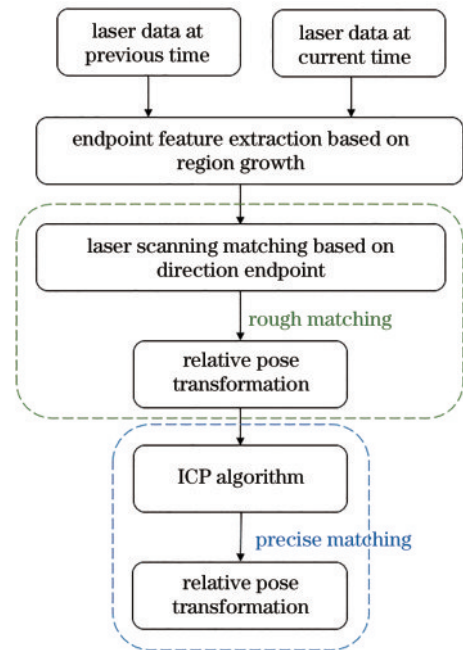 laser data at
previous time
laser data at
current time
endpoint feature extraction based on
region growth
laser scanning matching based on
direction endpoint
rough matching
relative pose
transformation
ICP algorithm
precise matching
relative pose
transformation